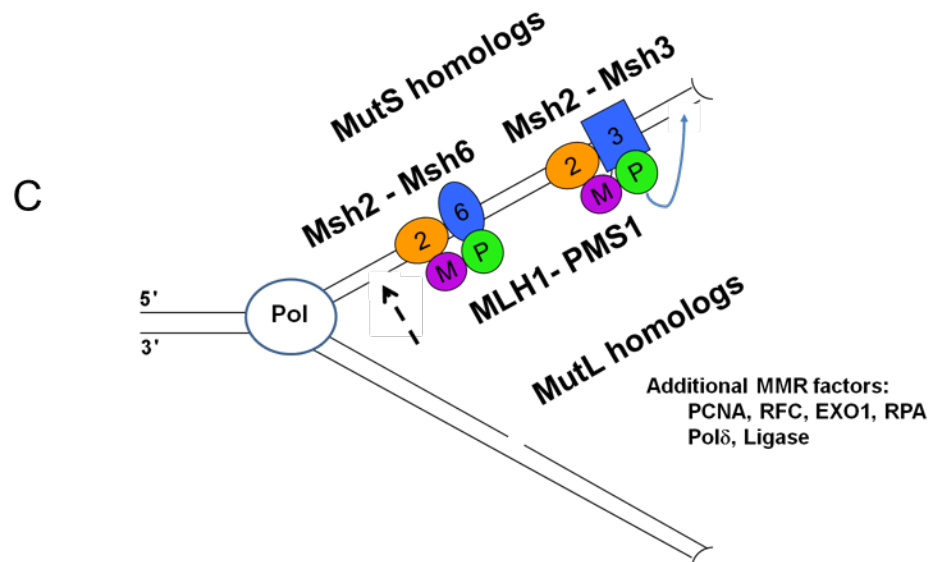 C
MutS homologs
Msh2 - Msh6
Msh2 - Msh3
2
6
M
P
2
3
M
P
MLH1- PMS1
MutL homologs
5'
3'
Pol
Additional MMR factors:
PCNA, RFC, EXO1, RPA
Polδ, Ligase